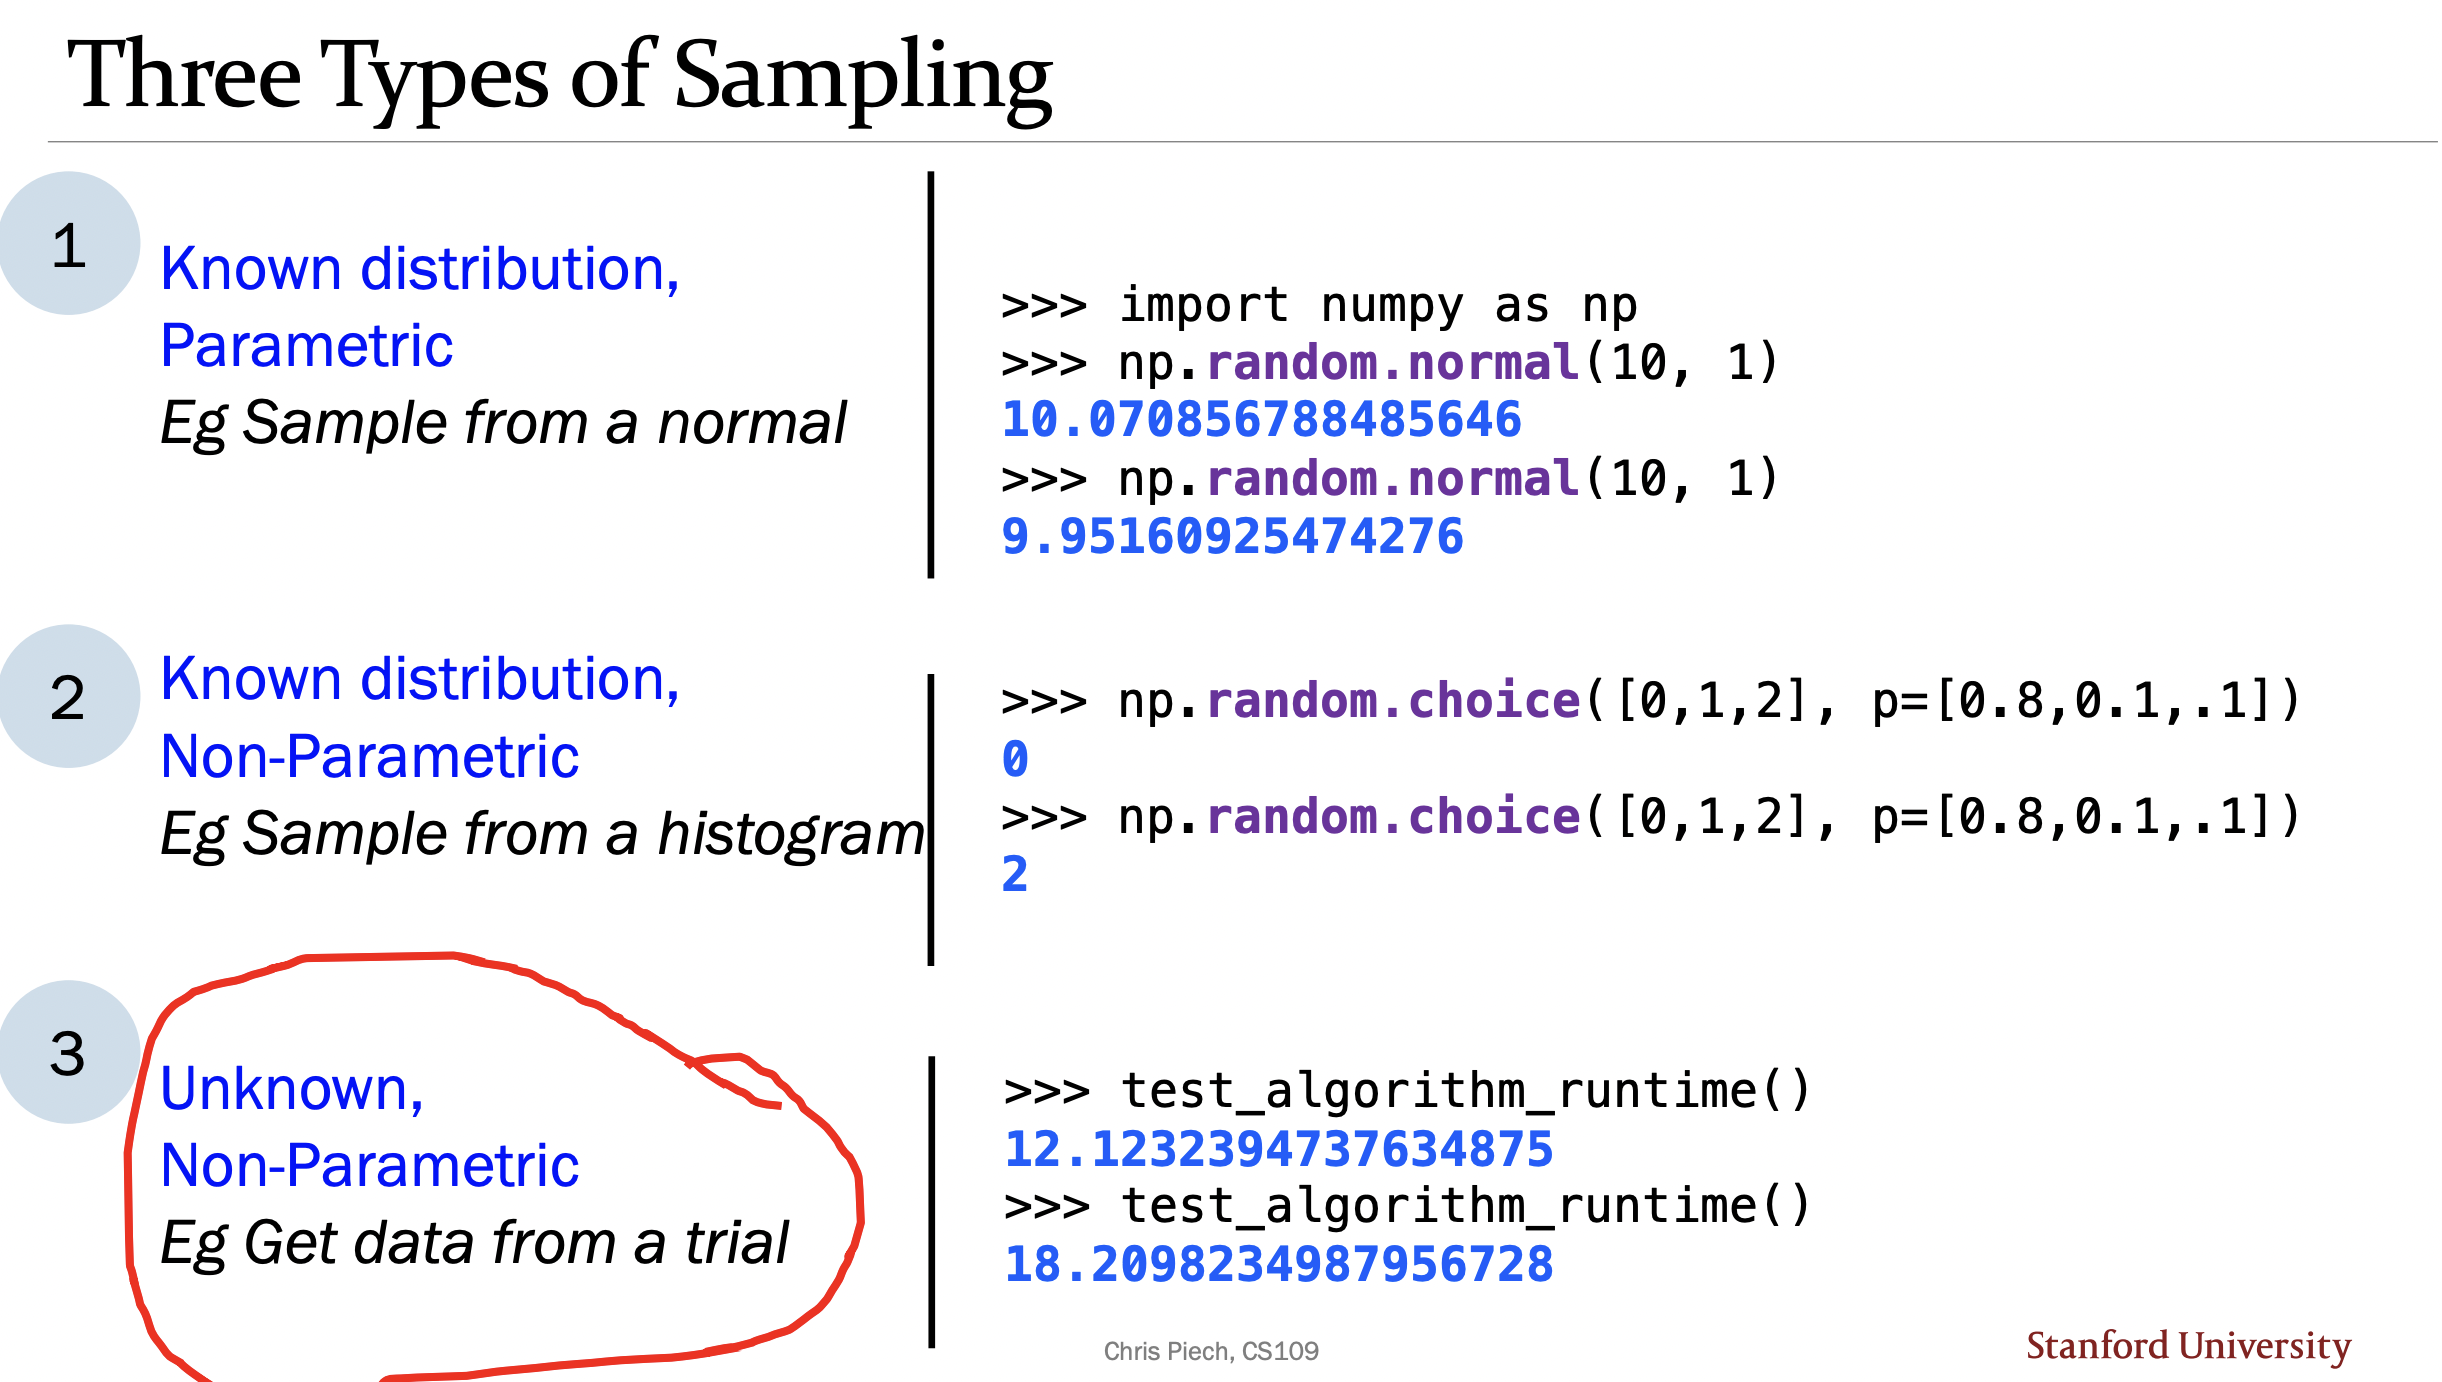 Three Types of Sampling
1
Known distribution,
Parametric
Eg Sample from a normal
>>> import numpy as np
>>> np.random.normal(10, 1)
10.070856788485646
>>> np.random.normal(10, 1)
9.95160925474276
2
Known distribution,
Non-Parametric
Eg Sample from a histogram
>>> np.random.choice([0,1,2], p=[0.8,0.1,.1])
0
>>> np.random.choice([0,1,2], p=[0.8,0.1,.1])
2
3
Unknown,
Non-Parametric
Eg Get data from a trial
>>> test_algorithm_runtime()
12.1232394737634875
>>> test_algorithm_runtime()
18.2098234987956728
Chris Piech, CS109
Stanford University